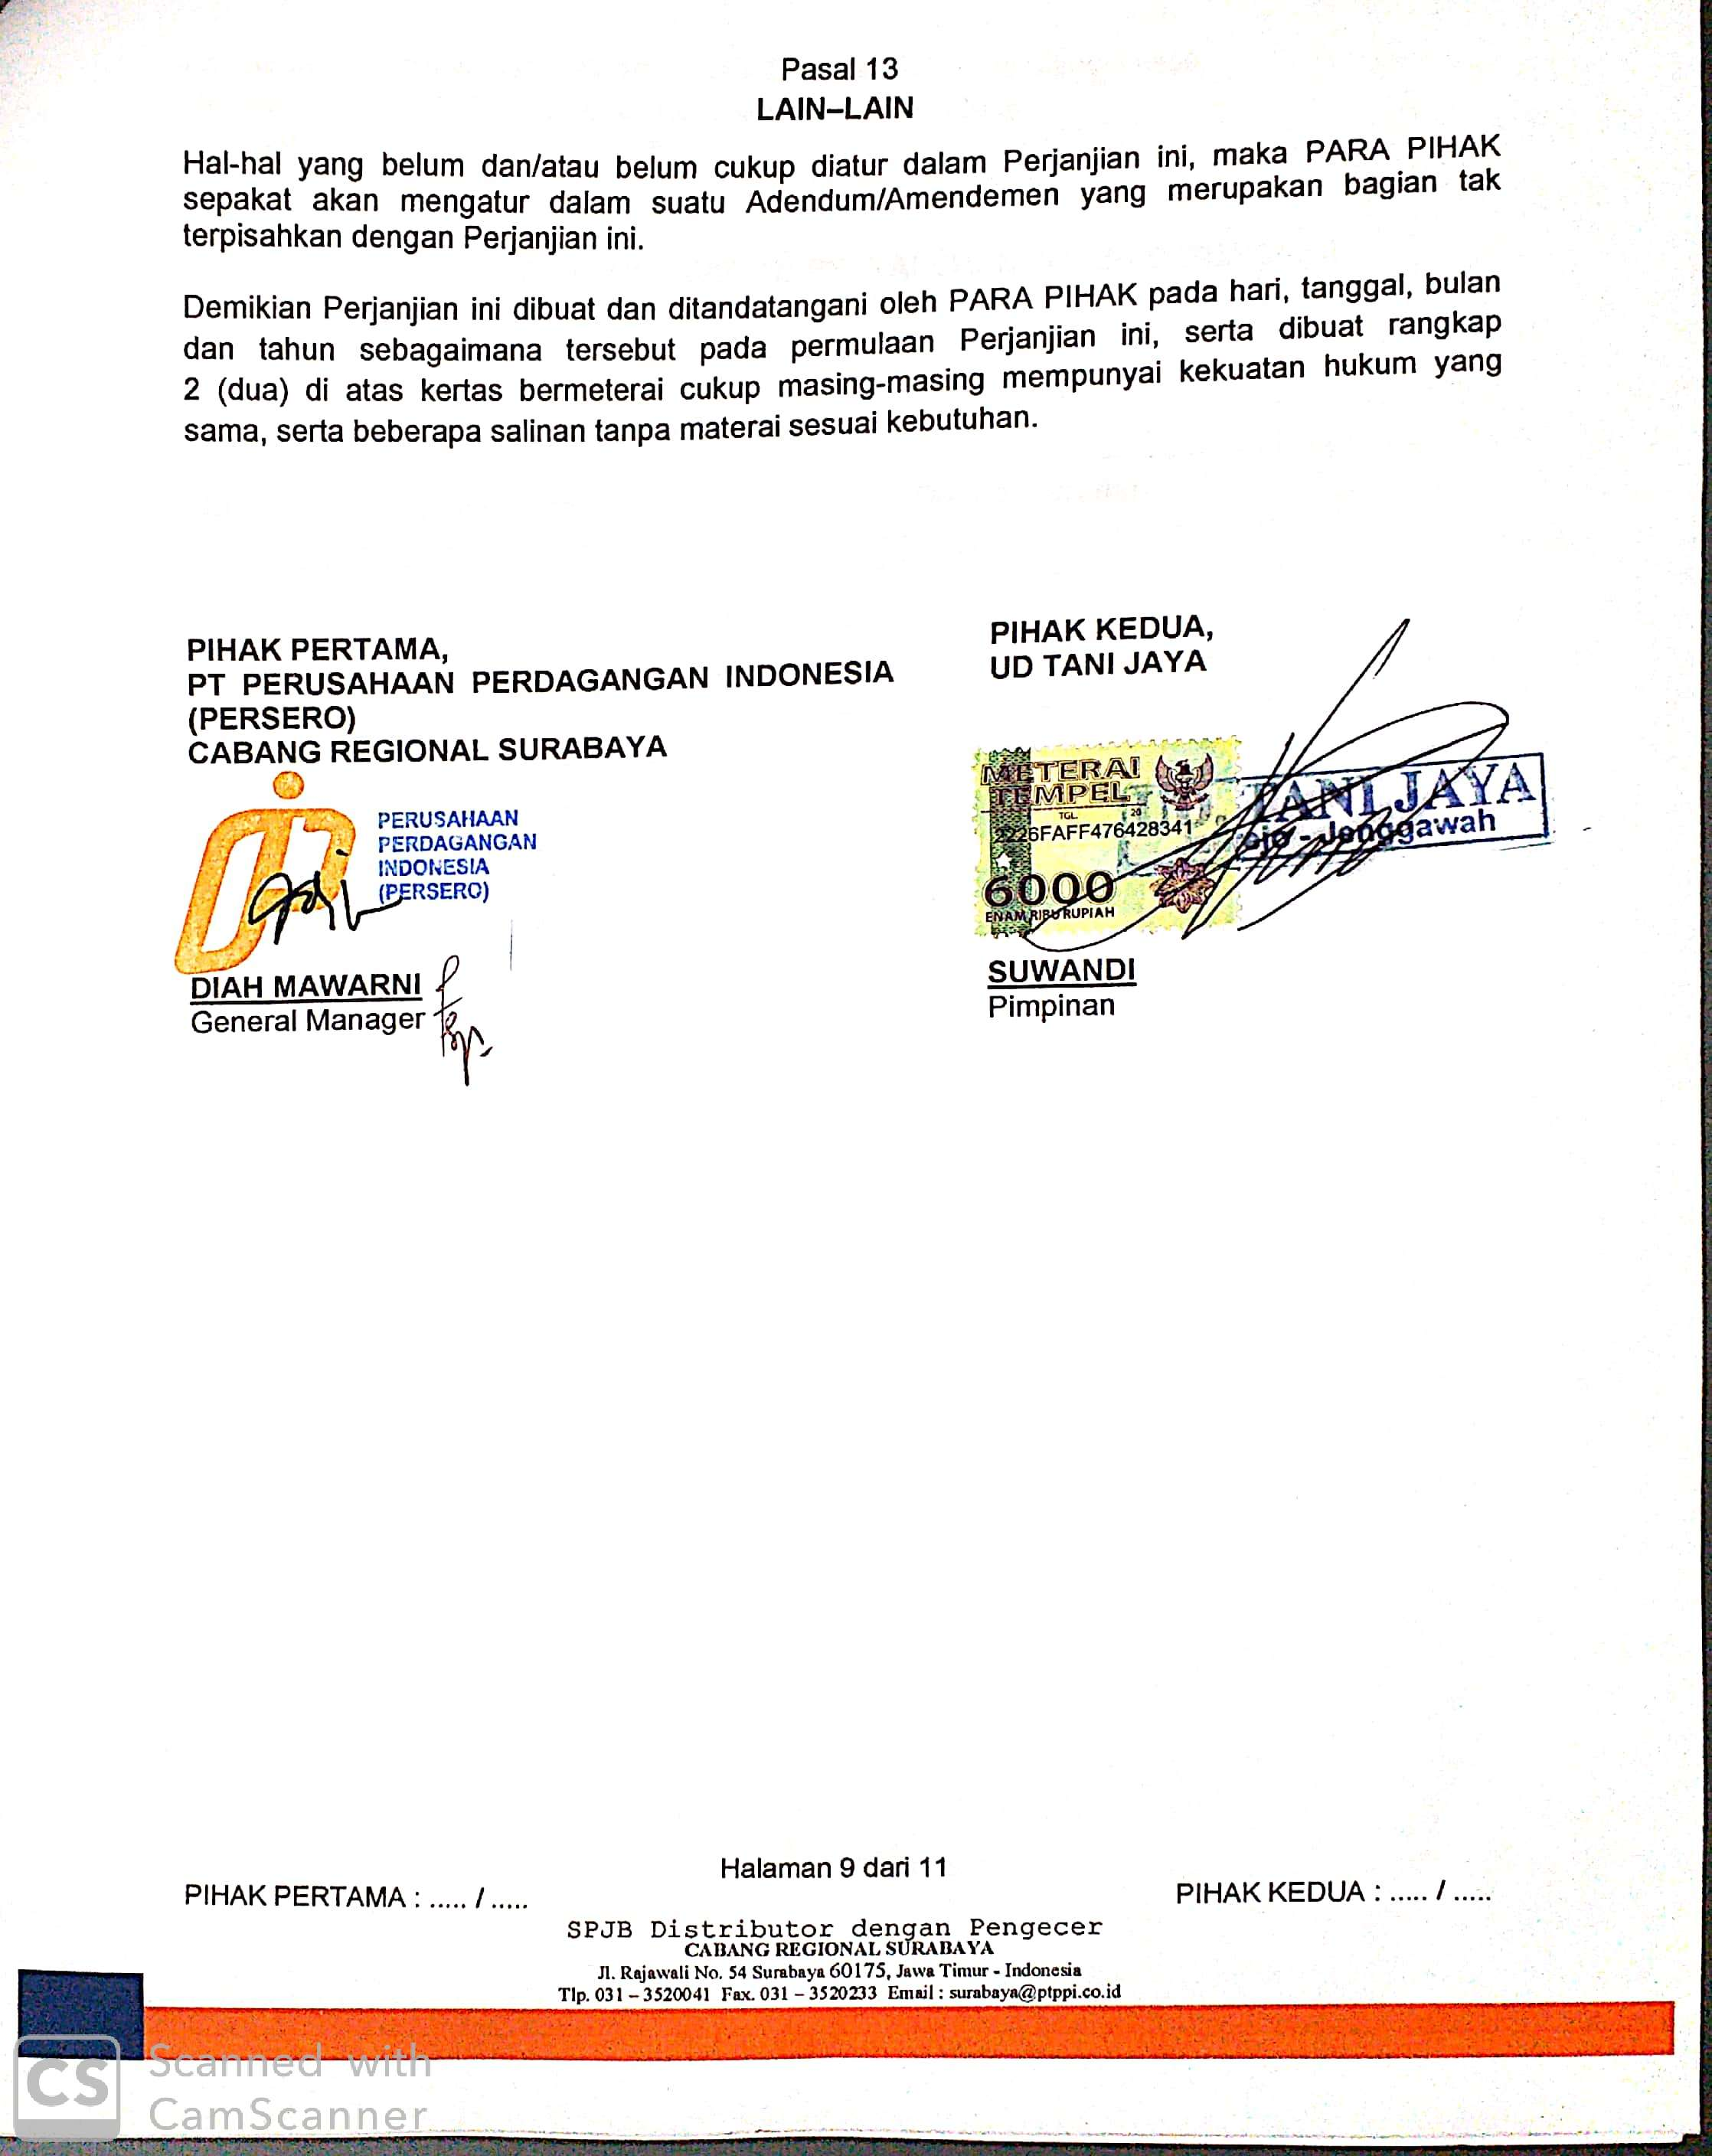 Pasal 13
LAIN–LAIN
Hal-hal yang belum dan/atau belum cukup diatur dalam Perjanjian ini, maka PARA PIHAK
sepakat akan mengatur dalam suatu Adendum/Amendemen yang merupakan bagian tak
terpisahkan dengan Perjanjian ini.
Demikian Perjanjian ini dibuat dan ditandatangani oleh PARA PIHAK pada hari, tanggal, bulan
dan tahun sebagaimana tersebut pada permulaan Perjanjian ini, serta dibuat rangkap
2 (dua) di atas kertas bermeterai cukup masing-masing mempunyai kekuatan hukum yang
sama, serta beberapa salinan tanpa materai sesuai kebutuhan.
PIHAK PERTAMA,
PT PERUSAHAAN PERDAGANGAN INDONESIA
(PERSERO)
CABANG REGIONAL SURABAYA
PERUSAHAAN
PERDAGANGAN
INDONESIA
(PERSERO)
DIAH MAWARNI
General Manager
PIHAK KEDUA,
UD TANI JAYA
METERAI
TEMPEL
TGL 20
2226FAFF476428341
6000
ENAM RIBU RUPIAH
TANI JAYA
- Jenggawah
SUWANDI
Pimpinan
Halaman 9 dari 11
PIHAK PERTAMA : ..... / .....
PIHAK KEDUA : ..... / .....
SPJB Distributor dengan Pengecer
CABANG REGIONAL SURABAYA
Jl. Rajawali No. 54 Surabaya 60175, Jawa Timur - Indonesia
Tlp. 031 – 3520041 Fax. 031 – 3520233 Email : surabaya@ptppi.co.id
CS
Scanned with
CamScanner